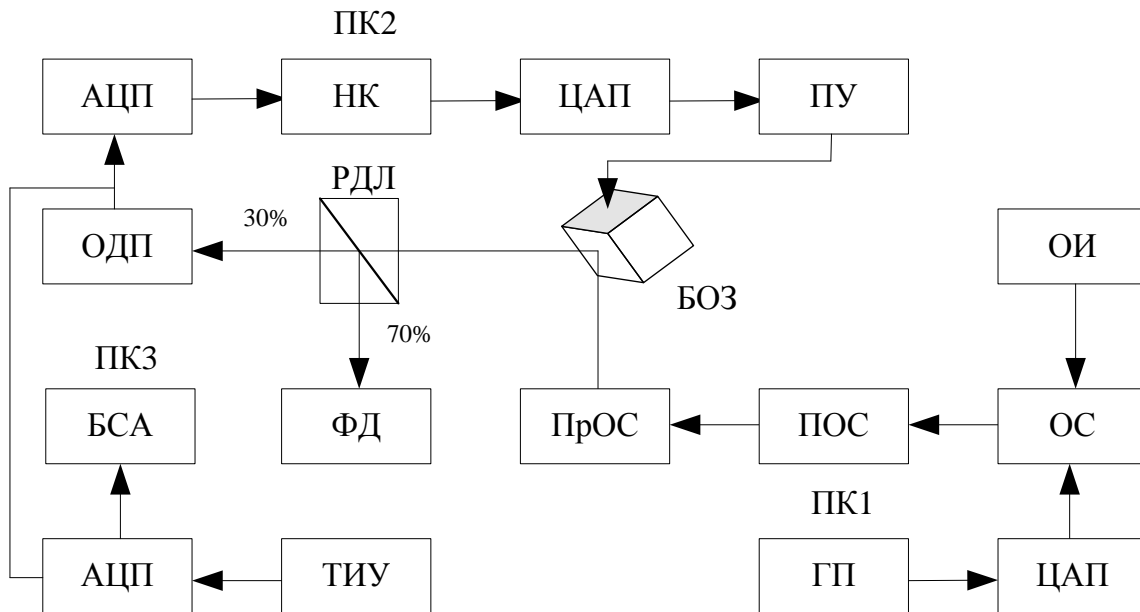 ПК2
АЦП
НК
ЦАП
ПУ
РДЛ
30%
ОДП
ОИ
БОЗ
70%
ПК3
БСА
ФД
ПрОС
ПОС
ОС
ПК1
АЦП
ТИУ
ГП
ЦАП